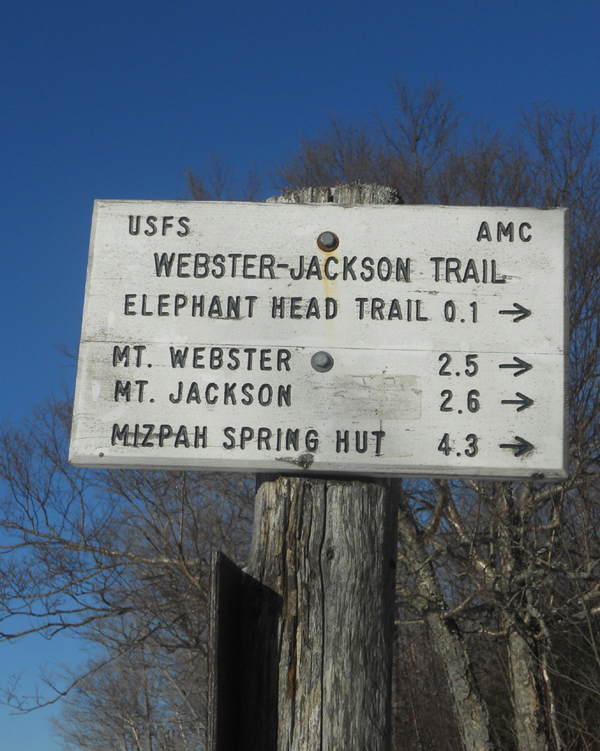 USFS AMC
WEBSTER-JACKSON TRAIL
ELEPHANT HEAD TRAIL 0.1 →
MT. WEBSTER 2.5 →
MT. JACKSON 2.6 →
MIZPAH SPRING HUT 4.3 →